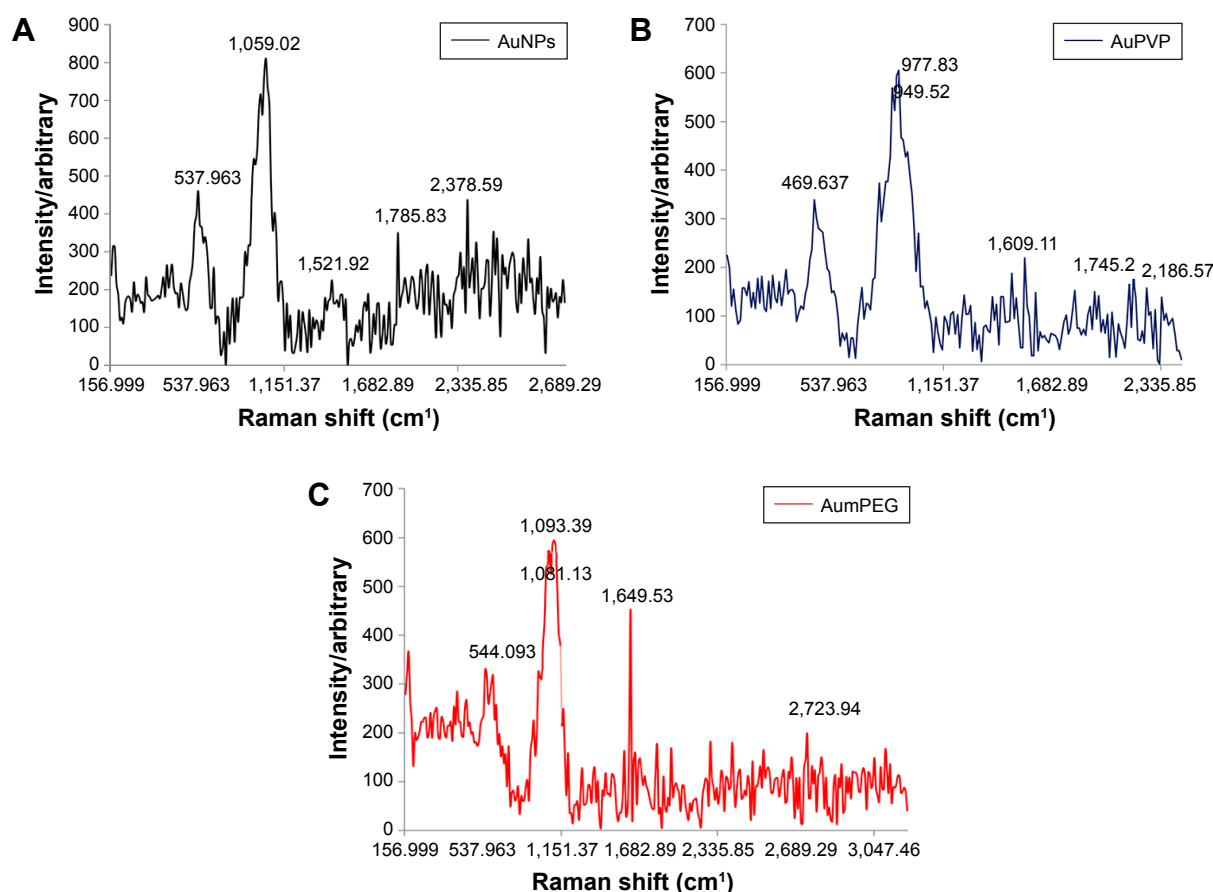 A
AuNPs
Intensity/arbitrary
900
800
700
600
500
400
300
200
100
0
1,059.02
537.963
1,521.92
1,785.83
2,378.59
156.999 537.963 1,151.37 1,682.89 2,335.85 2,689.29
Raman shift (cm¹)
B
AuPVP
Intensity/arbitrary
700
600
500
400
300
200
100
0
977.83
949.52
469.637
1,609.11
1,745.2
2,186.57
156.999 537.963 1,151.37 1,682.89 2,335.85
Raman shift (cm¹)
C
AumPEG
Intensity/arbitrary
700
600
500
400
300
200
100
0
1,093.39
1,081.13
1,649.53
544.093
2,723.94
156.999 537.963 1,151.37 1,682.89 2,335.85 2,689.29 3,047.46
Raman shift (cm¹)